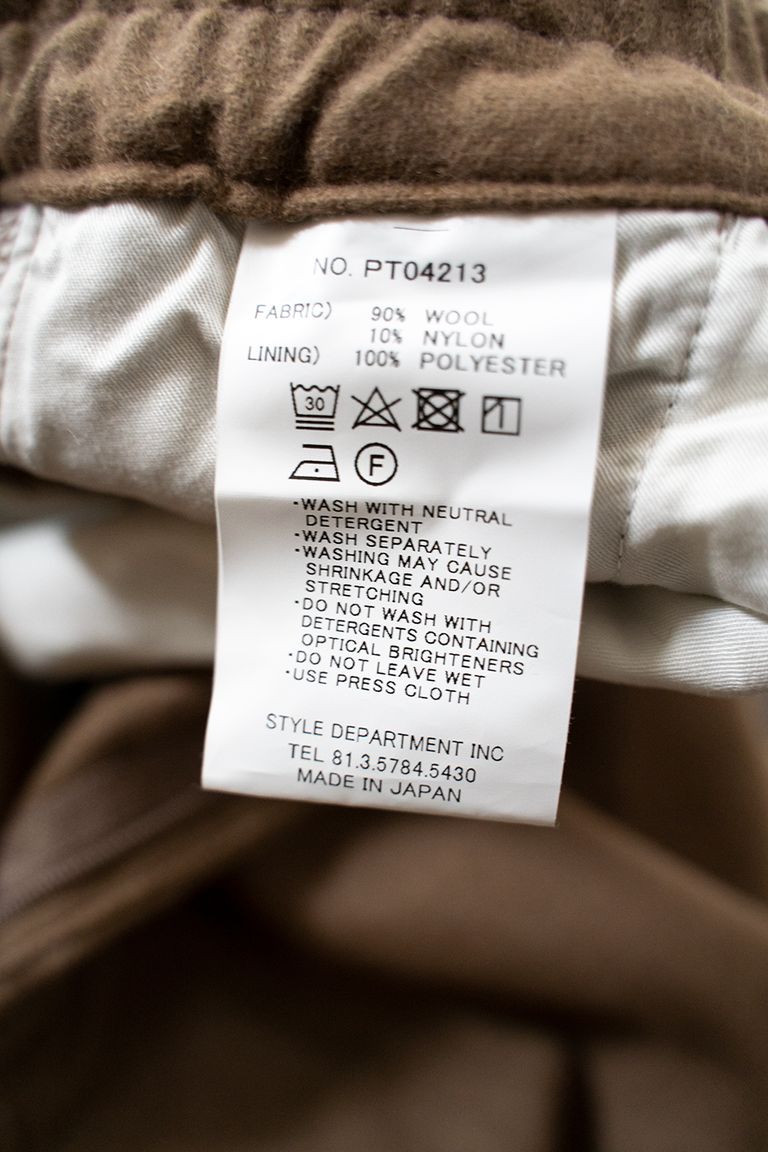 NO. PT04213
FABRIC) 90% WOOL
10% NYLON
LINING) 100% POLYESTER
30
F
·WASH WITH NEUTRAL
DETERGENT
·WASH SEPARATELY
·WASHING MAY CAUSE
SHRINKAGE AND/OR
STRETCHING
·DO NOT WASH WITH
DETERGENTS CONTAINING
OPTICAL BRIGHTENERS
·DO NOT LEAVE WET
·USE PRESS CLOTH
STYLE DEPARTMENT INC
TEL 81.3.5784.5430
MADE IN JAPAN